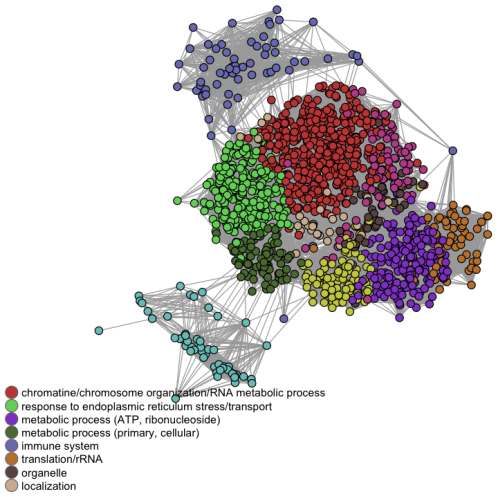 chromatine/chromosome organization/RNA metabolic process
response to endoplasmic reticulum stress/transport
metabolic process (ATP, ribonucleoside)
metabolic process (primary, cellular)
immune system
translation/rRNA
organelle
localization